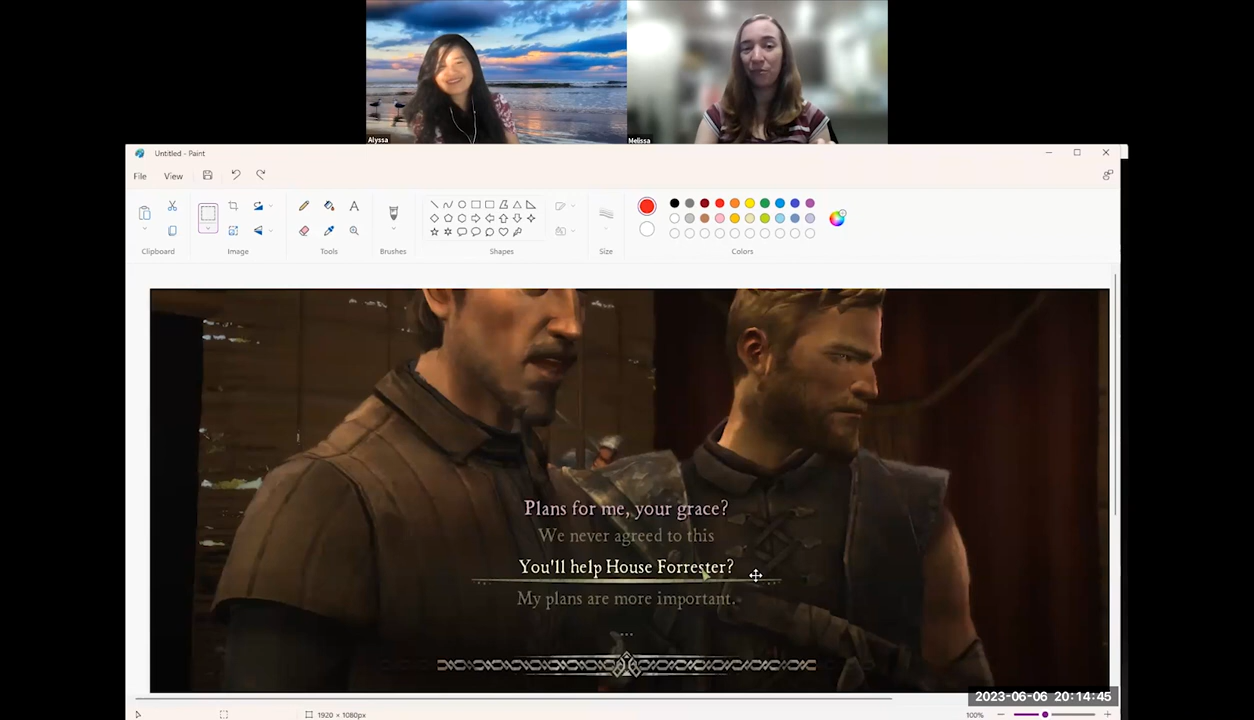 Alyssa
Melissa
Untitled - Paint
File
View
Clipboard
Image
Tools
Brushes
Shapes
Size
Colors
Plans for me, your grace?
We never agreed to this
You'll help House Forrester?
My plans are more important.
...
2023-06-06 20:14:45
1920 × 1080px
100%